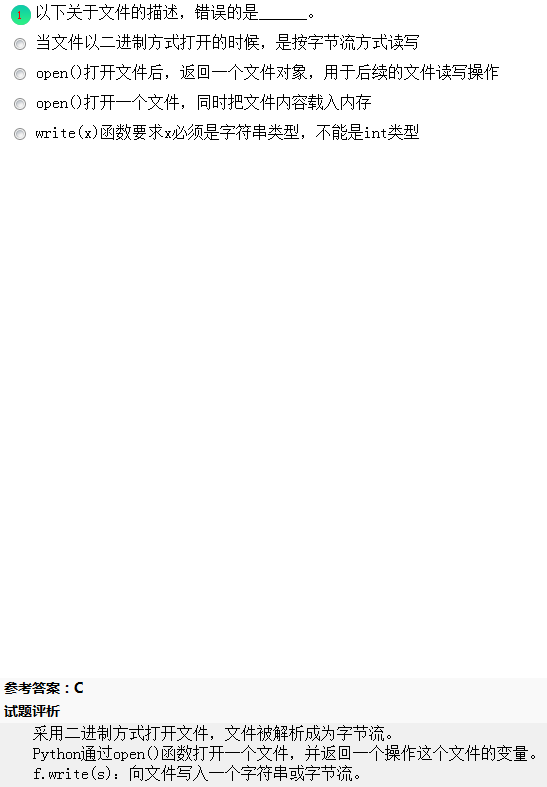 1 以下关于文件的描述，错误的是______。
当文件以二进制方式打开的时候，是按字节流方式读写
open()打开文件后，返回一个文件对象，用于后续的文件读写操作
open()打开一个文件，同时把文件内容载入内存
write(x)函数要求x必须是字符串类型，不能是int类型
参考答案：C
试题评析
采用二进制方式打开文件，文件被解析成为字节流。
Python通过open()函数打开一个文件，并返回一个操作这个文件的变量。
f.write(s)：向文件写入一个字符串或字节流。